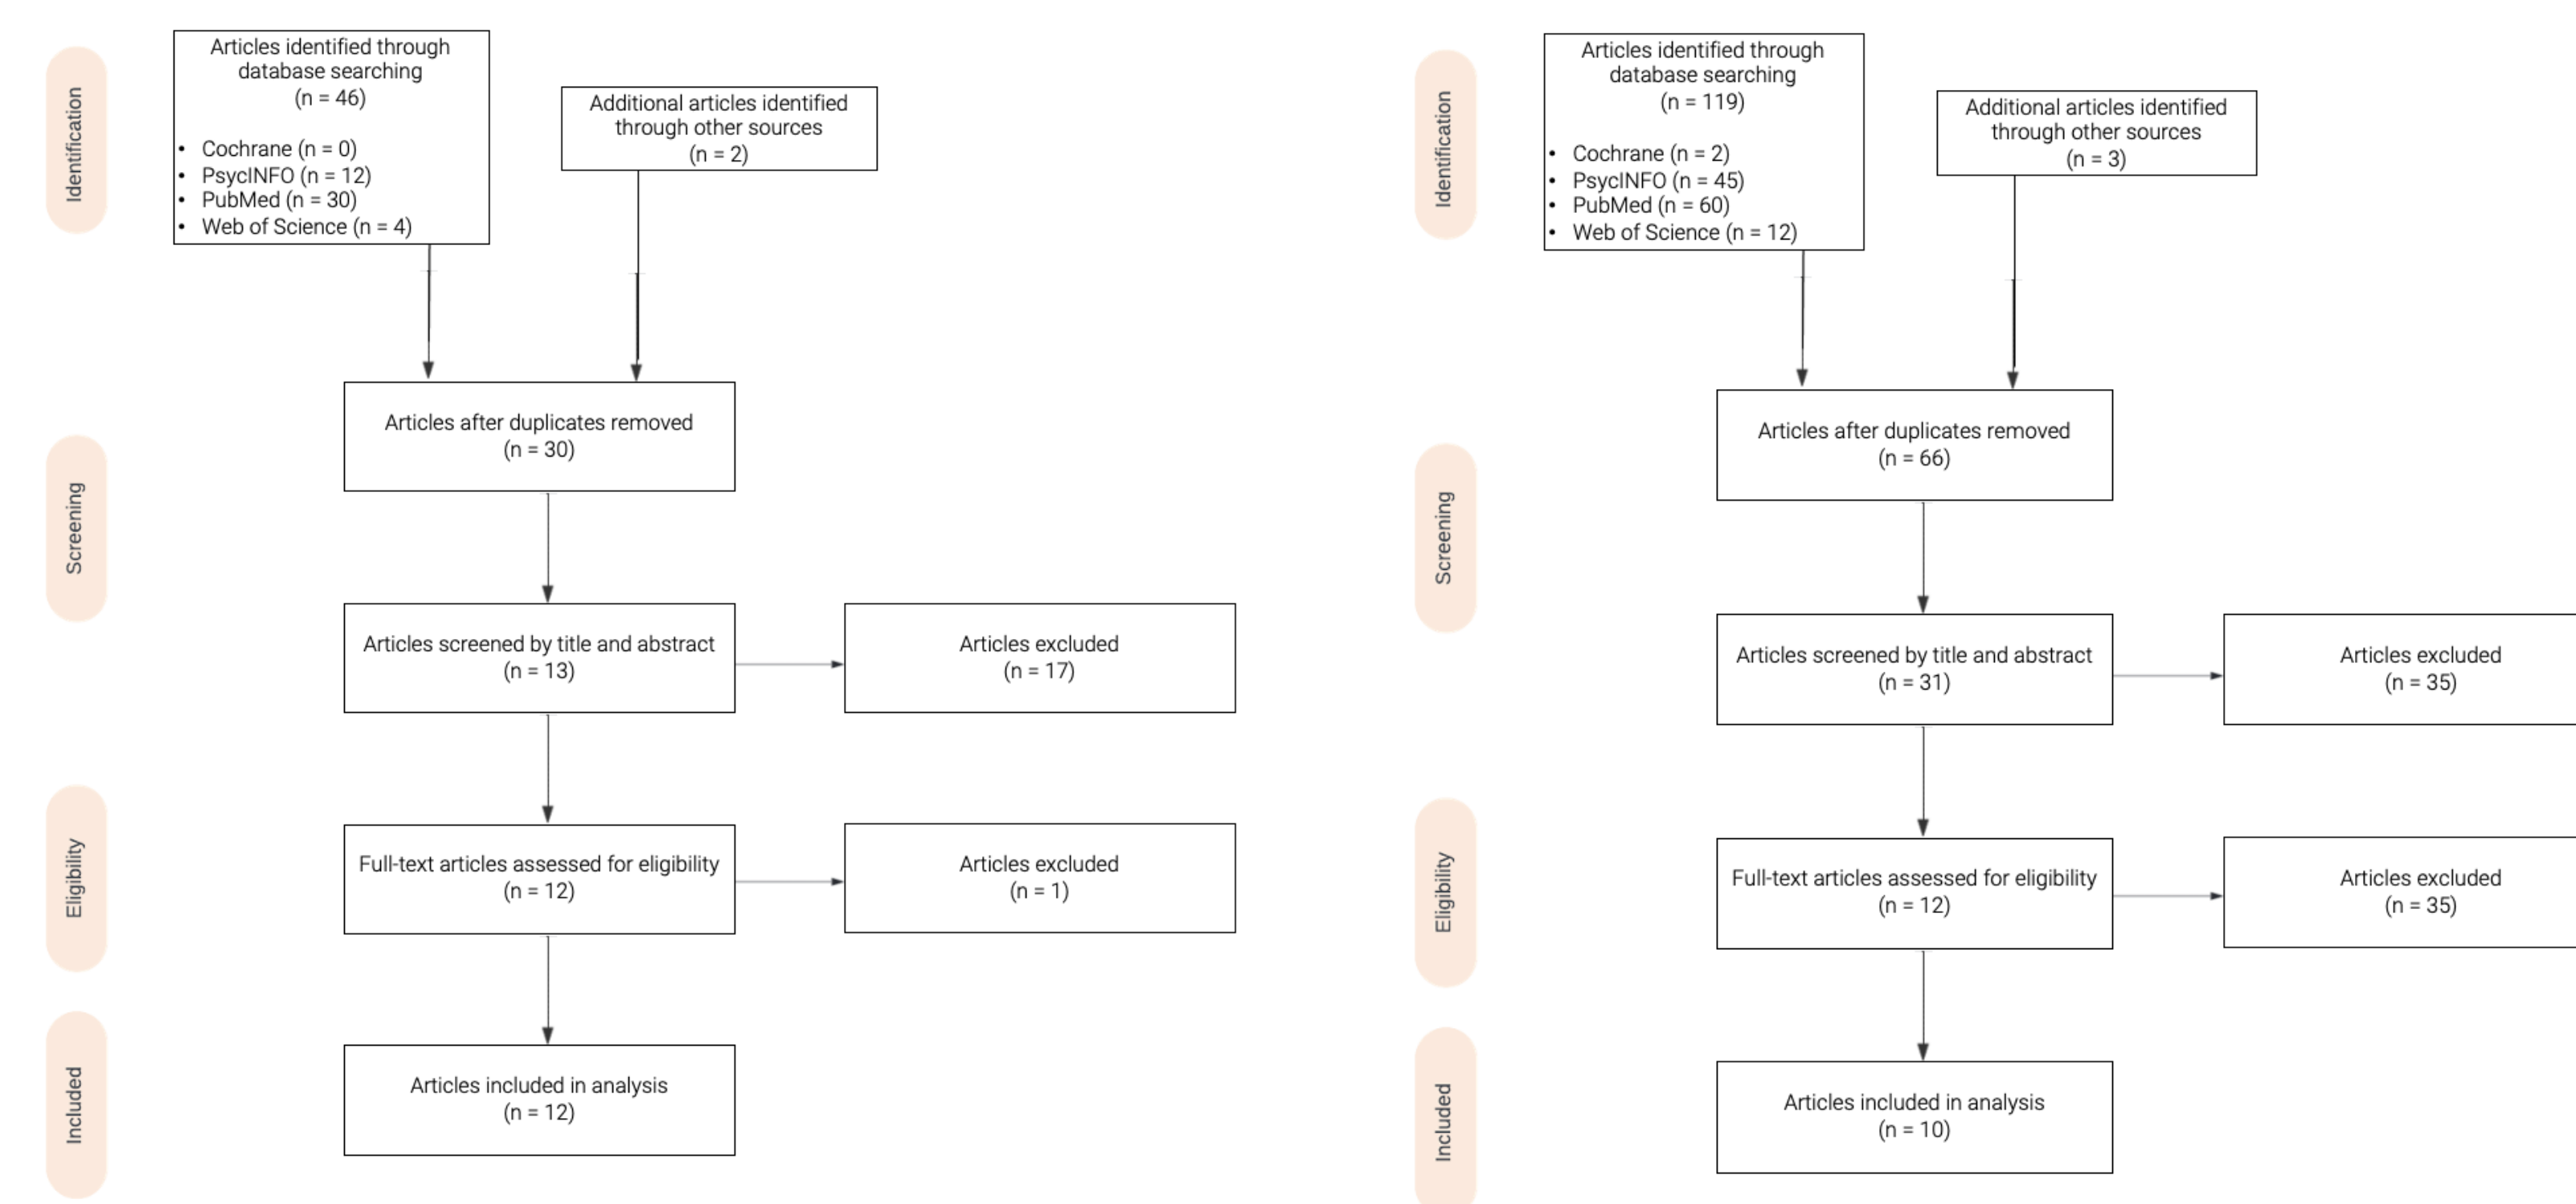 Identification
Articles identified through
database searching
(n = 46)
• Cochrane (n = 0)
• PsycINFO (n = 12)
• PubMed (n = 30)
• Web of Science (n = 4)
Additional articles identified
through other sources
(n = 2)
Screening
Articles after duplicates removed
(n = 30)
Articles screened by title and abstract
(n = 13)
Articles excluded
(n = 17)
Eligibility
Full-text articles assessed for eligibility
(n = 12)
Articles excluded
(n = 1)
Included
Articles included in analysis
(n = 12)
Identification
Articles identified through
database searching
(n = 119)
• Cochrane (n = 2)
• PsycINFO (n = 45)
• PubMed (n = 60)
• Web of Science (n = 12)
Additional articles identified
through other sources
(n = 3)
Screening
Articles after duplicates removed
(n = 66)
Articles screened by title and abstract
(n = 31)
Articles excluded
(n = 35)
Eligibility
Full-text articles assessed for eligibility
(n = 12)
Articles excluded
(n = 35)
Included
Articles included in analysis
(n = 10)